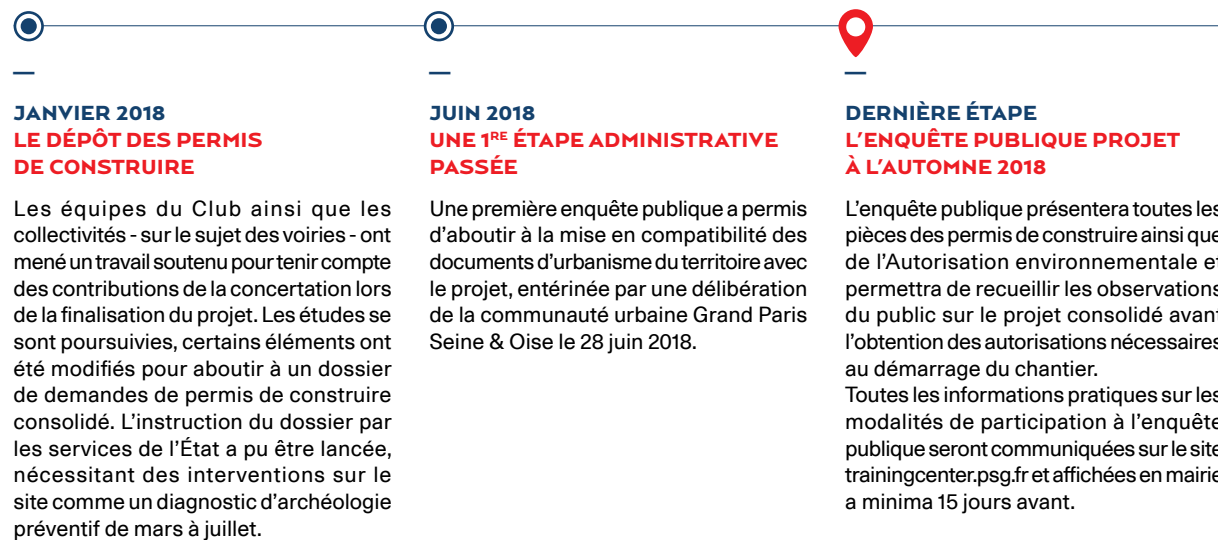 JANVIER 2018
LE DÉPÔT DES PERMIS
DE CONSTRUIRE
Les équipes du Club ainsi que les
collectivités - sur le sujet des voiries - ont
mené un travail soutenu pour tenir compte
des contributions de la concertation lors
de la finalisation du projet. Les études se
sont poursuivies, certains éléments ont
été modifiés pour aboutir à un dossier
de demandes de permis de construire
consolidé. L'instruction du dossier par
les services de l'État a pu être lancée,
nécessitant des interventions sur le
site comme un diagnostic d'archéologie
préventif de mars à juillet.
JUIN 2018
UNE 1RE ÉTAPE ADMINISTRATIVE
PASSÉE
Une première enquête publique a permis
d'aboutir à la mise en compatibilité des
documents d'urbanisme du territoire avec
le projet, entérinée par une délibération
de la communauté urbaine Grand Paris
Seine & Oise le 28 juin 2018.
DERNIÈRE ÉTAPE
L'ENQUÊTE PUBLIQUE PROJET
À L'AUTOMNE 2018
L'enquête publique présentera toutes les
pièces des permis de construire ainsi que
de l'Autorisation environnementale et
permettra de recueillir les observations
du public sur le projet consolidé avant
l'obtention des autorisations nécessaires
au démarrage du chantier.
Toutes les informations pratiques sur les
modalités de participation à l'enquête
publique seront communiquées sur le site
trainingcenter.psg.fr et affichées en mairie
a minima 15 jours avant.